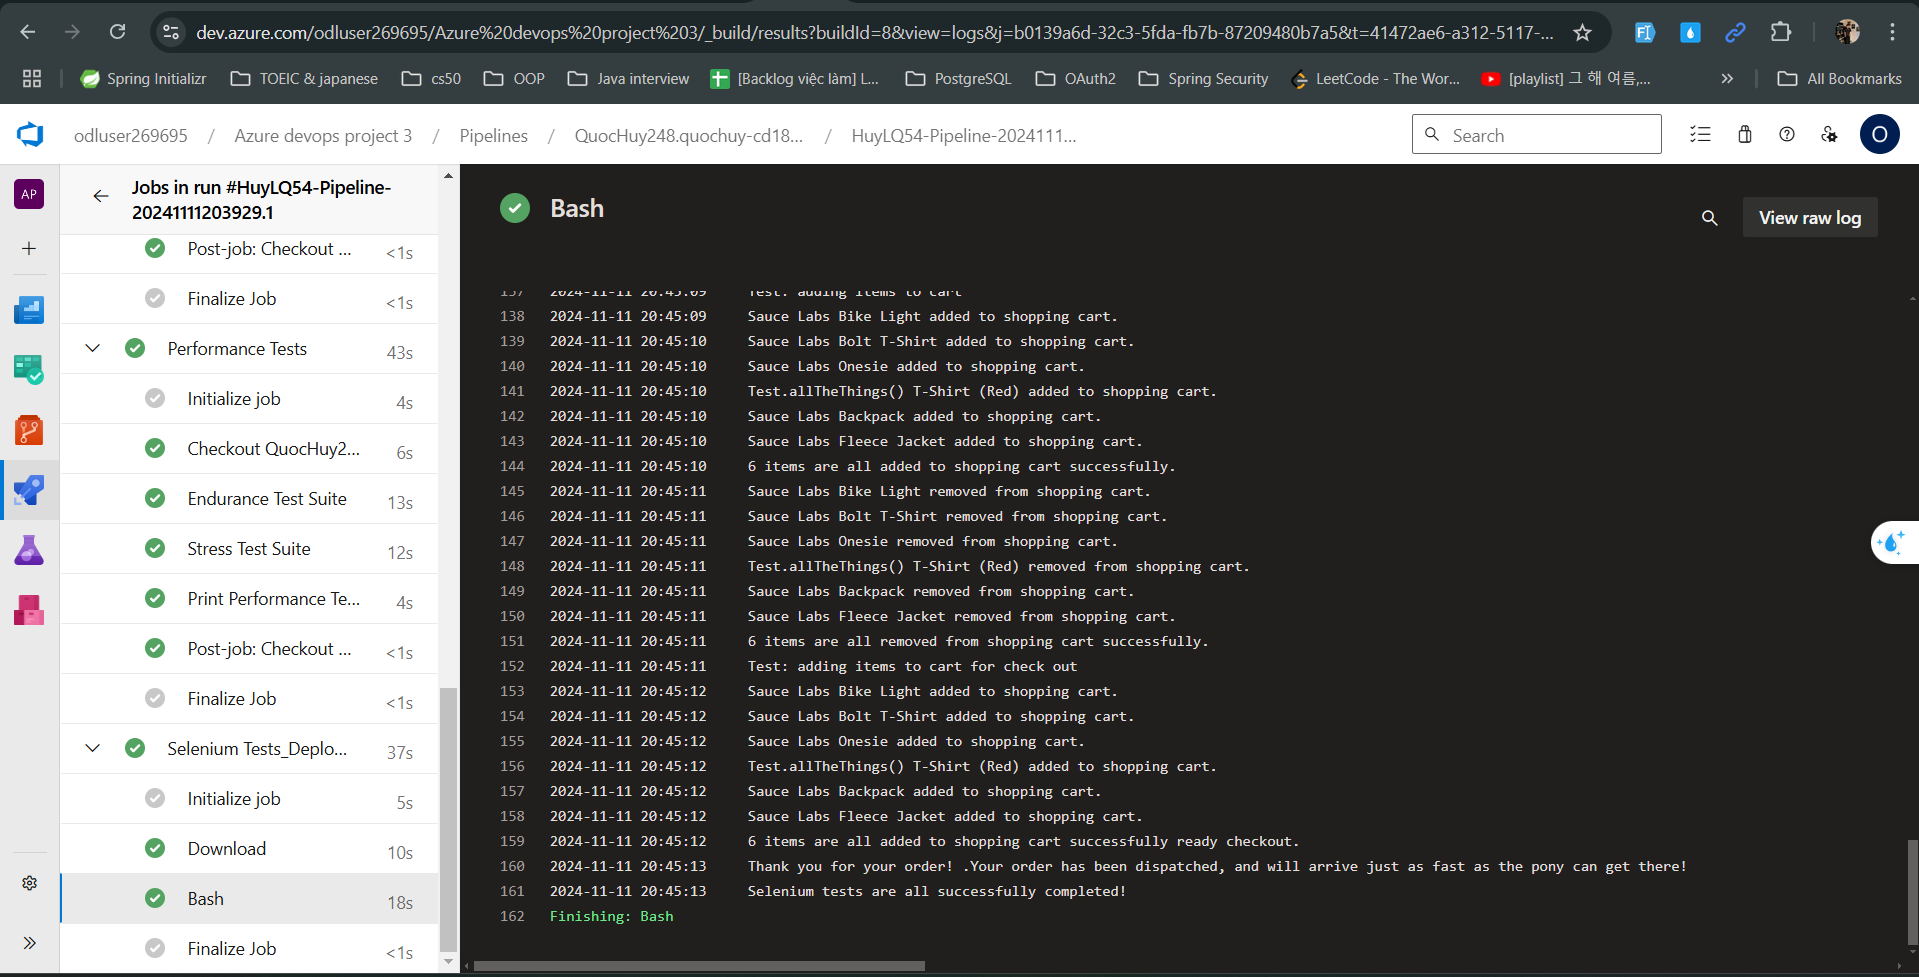 dev.azure.com/odluser269695/Azure%20devops%20project%203/_build/results?buildId=8&view=logs&j=b0139a6d-32c3-5fda-fb7b-87209480b7a5&t=41472ae6-a312-5117-...
Spring Initializr
TOEIC & japanese
cs50
OOP
Java interview
[Backlog việc làm] L...
PostgreSQL
OAuth2
Spring Security
LeetCode - The Wor...
[playlist] 그 해 여름,...
All Bookmarks
odluser269695 / Azure devops project 3 / Pipelines / QuocHuy248.quochuy-cd18... / HuyLQ54-Pipeline-2024111...
Search
O
AP
Jobs in run #HuyLQ54-Pipeline-
20241111203929.1
Post-job: Checkout ... <1s
Finalize Job <1s
Performance Tests 43s
Initialize job 4s
Checkout QuocHuy2... 6s
Endurance Test Suite 13s
Stress Test Suite 12s
Print Performance Te... 4s
Post-job: Checkout ... <1s
Finalize Job <1s
Selenium Tests_Deplo... 37s
Initialize job 5s
Download 10s
Bash 18s
Finalize Job <1s
Bash
View raw log
137 2024-11-11 20:45:09 Test: adding items to cart
138 2024-11-11 20:45:09 Sauce Labs Bike Light added to shopping cart.
139 2024-11-11 20:45:10 Sauce Labs Bolt T-Shirt added to shopping cart.
140 2024-11-11 20:45:10 Sauce Labs Onesie added to shopping cart.
141 2024-11-11 20:45:10 Test.allTheThings() T-Shirt (Red) added to shopping cart.
142 2024-11-11 20:45:10 Sauce Labs Backpack added to shopping cart.
143 2024-11-11 20:45:10 Sauce Labs Fleece Jacket added to shopping cart.
144 2024-11-11 20:45:10 6 items are all added to shopping cart successfully.
145 2024-11-11 20:45:11 Sauce Labs Bike Light removed from shopping cart.
146 2024-11-11 20:45:11 Sauce Labs Bolt T-Shirt removed from shopping cart.
147 2024-11-11 20:45:11 Sauce Labs Onesie removed from shopping cart.
148 2024-11-11 20:45:11 Test.allTheThings() T-Shirt (Red) removed from shopping cart.
149 2024-11-11 20:45:11 Sauce Labs Backpack removed from shopping cart.
150 2024-11-11 20:45:11 Sauce Labs Fleece Jacket removed from shopping cart.
151 2024-11-11 20:45:11 6 items are all removed from shopping cart successfully.
152 2024-11-11 20:45:11 Test: adding items to cart for check out
153 2024-11-11 20:45:12 Sauce Labs Bike Light added to shopping cart.
154 2024-11-11 20:45:12 Sauce Labs Bolt T-Shirt added to shopping cart.
155 2024-11-11 20:45:12 Sauce Labs Onesie added to shopping cart.
156 2024-11-11 20:45:12 Test.allTheThings() T-Shirt (Red) added to shopping cart.
157 2024-11-11 20:45:12 Sauce Labs Backpack added to shopping cart.
158 2024-11-11 20:45:12 Sauce Labs Fleece Jacket added to shopping cart.
159 2024-11-11 20:45:12 6 items are all added to shopping cart successfully ready checkout.
160 2024-11-11 20:45:13 Thank you for your order! .Your order has been dispatched, and will arrive just as fast as the pony can get there!
161 2024-11-11 20:45:13 Selenium tests are all successfully completed!
162 Finishing: Bash